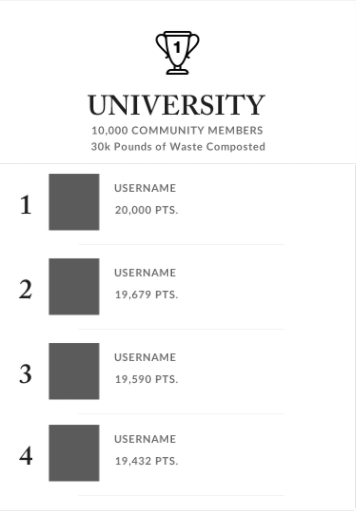 1
UNIVERSITY
10,000 COMMUNITY MEMBERS
30k Pounds of Waste Composted
1
USERNAME
20,000 PTS.
2
USERNAME
19,679 PTS.
3
USERNAME
19,590 PTS.
4
USERNAME
19,432 PTS.